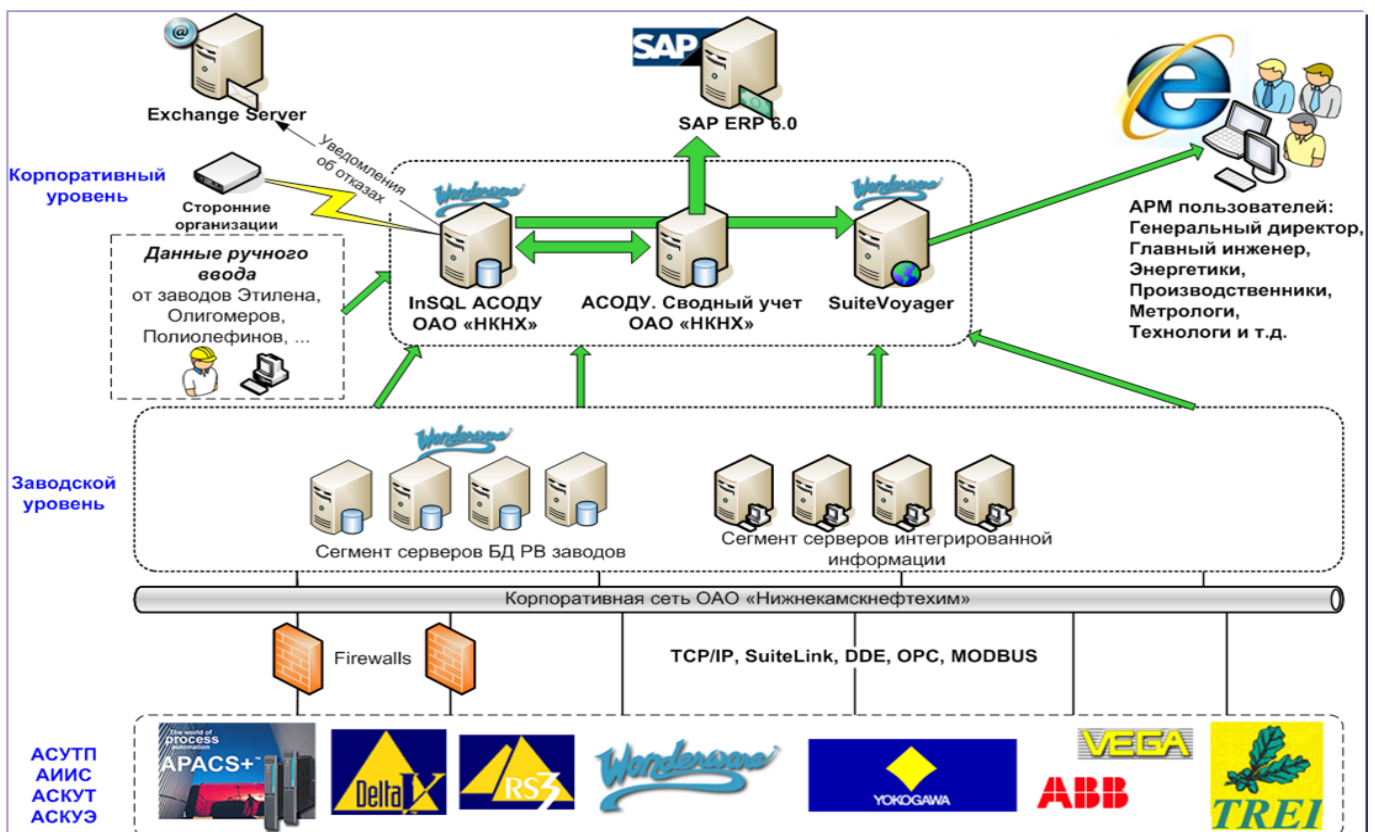 @
Exchange Server
SAP
SAP ERP 6.0
e
Уведомления
об отказах
Корпоративный
уровень
Сторонние
организации
Wonderware
Wonderware
АРМ пользователей:
Генеральный директор,
Главный инженер,
Энергетики,
Производственники,
Метрологи,
Технологи и т.д.
Данные ручного
ввода
от заводов Этилена,
Олигомеров,
Полиолефинов, ...
InSQL АСОДУ
ОАО «НКНХ»
АСОДУ. Сводный учет
ОАО «НКНХ»
SuiteVoyager
Wonderware
Заводской
уровень
Сегмент серверов БД РВ заводов
Сегмент серверов интегрированной
информации
Корпоративная сеть ОАО «Нижнекамскнефтехим»
Firewalls
TCP/IP, SuiteLink, DDE, OPC, MODBUS
АСУТП
АИИС
АСКУТ
АСКУЭ
The world of
process
automation
APACS+™
DeltaV
RS3
Wonderware
YOKOGAWA
ABB
VEGA
TREI